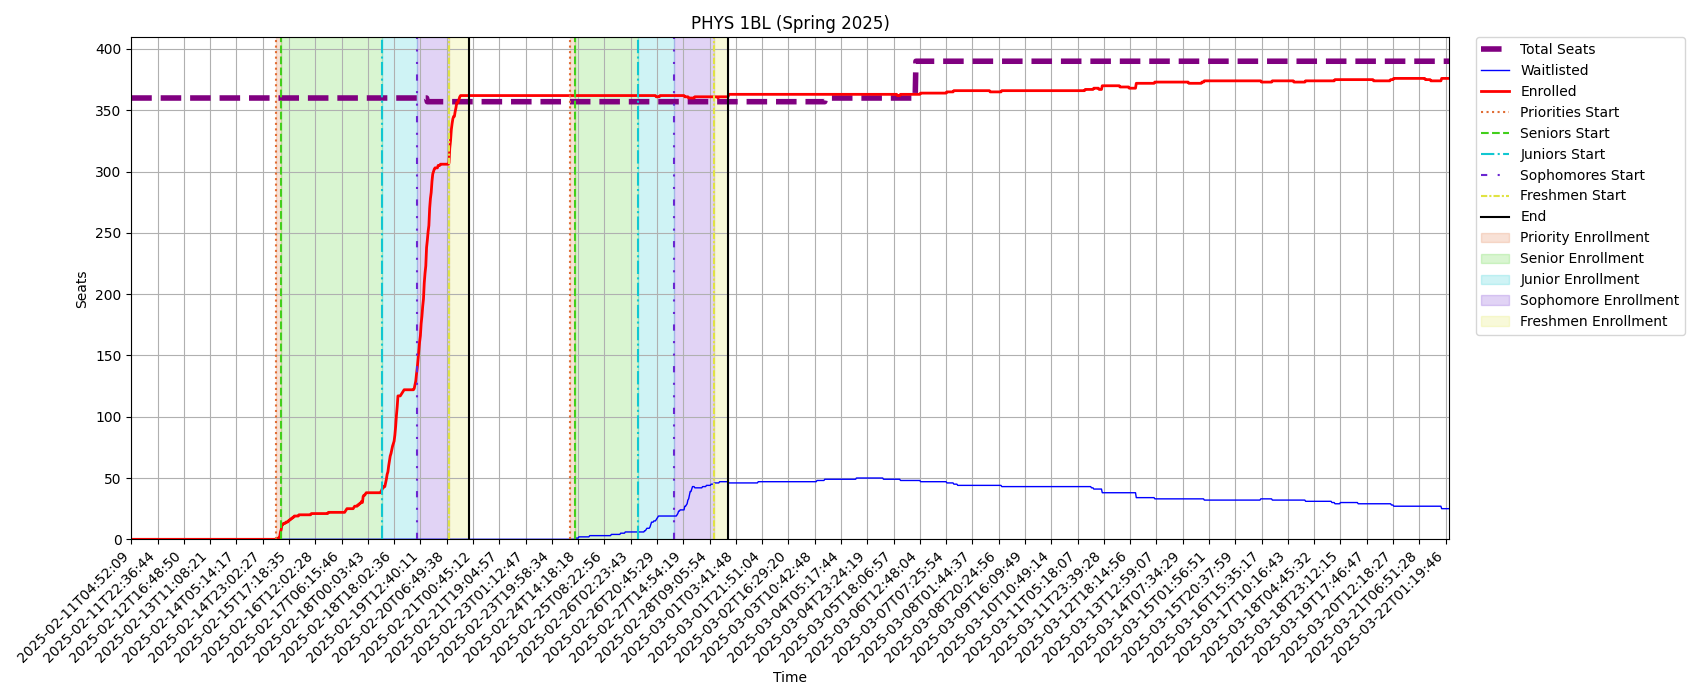 PHYS 1BL (Spring 2025)
Seats
400
350
300
250
200
150
100
50
0
2025-02-11T04:52:09
2025-02-11T22:36:44
2025-02-12T16:48:50
2025-02-13T11:08:21
2025-02-14T05:14:17
2025-02-14T23:02:27
2025-02-15T17:18:35
2025-02-16T12:02:28
2025-02-17T06:15:46
2025-02-18T00:03:43
2025-02-18T18:02:36
2025-02-19T12:40:11
2025-02-20T06:49:38
2025-02-21T00:45:12
2025-02-21T19:04:57
2025-02-23T01:12:47
2025-02-23T19:58:34
2025-02-24T14:18:18
2025-02-25T08:22:56
2025-02-26T02:23:43
2025-02-26T20:45:29
2025-02-27T14:54:19
2025-02-28T09:05:54
2025-03-01T03:41:48
2025-03-01T21:51:04
2025-03-02T16:29:20
2025-03-03T10:42:48
2025-03-04T05:17:44
2025-03-04T23:24:19
2025-03-05T18:06:57
2025-03-06T12:48:04
2025-03-07T07:25:54
2025-03-08T01:44:37
2025-03-08T20:24:56
2025-03-09T16:09:49
2025-03-10T10:49:14
2025-03-11T05:18:07
2025-03-11T23:39:28
2025-03-12T18:14:56
2025-03-13T12:59:07
2025-03-14T07:34:29
2025-03-15T01:56:51
2025-03-15T20:37:59
2025-03-16T15:35:17
2025-03-17T10:16:43
2025-03-18T04:45:32
2025-03-18T23:12:15
2025-03-19T17:46:47
2025-03-20T12:18:27
2025-03-21T06:51:28
2025-03-22T01:19:46
Time
Total Seats
Waitlisted
Enrolled
Priorities Start
Seniors Start
Juniors Start
Sophomores Start
Freshmen Start
End
Priority Enrollment
Senior Enrollment
Junior Enrollment
Sophomore Enrollment
Freshmen Enrollment